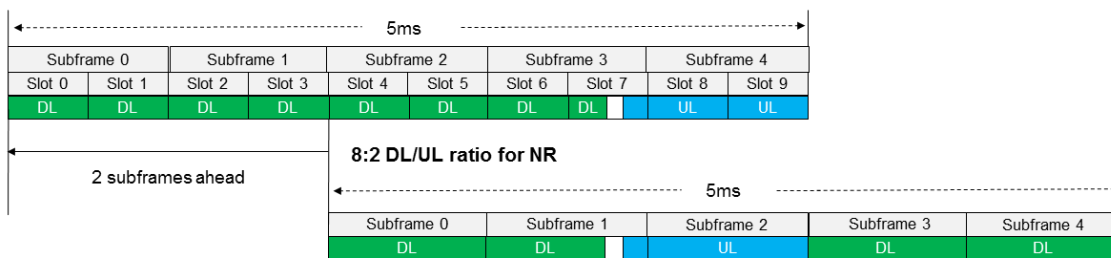 5ms
Subframe 0 Subframe 1 Subframe 2 Subframe 3 Subframe 4
Slot 0 Slot 1 Slot 2 Slot 3 Slot 4 Slot 5 Slot 6 Slot 7 Slot 8 Slot 9
DL DL DL DL DL DL DL DL UL UL
8:2 DL/UL ratio for NR
2 subframes ahead
5ms
Subframe 0 Subframe 1 Subframe 2 Subframe 3 Subframe 4
DL DL UL DL DL